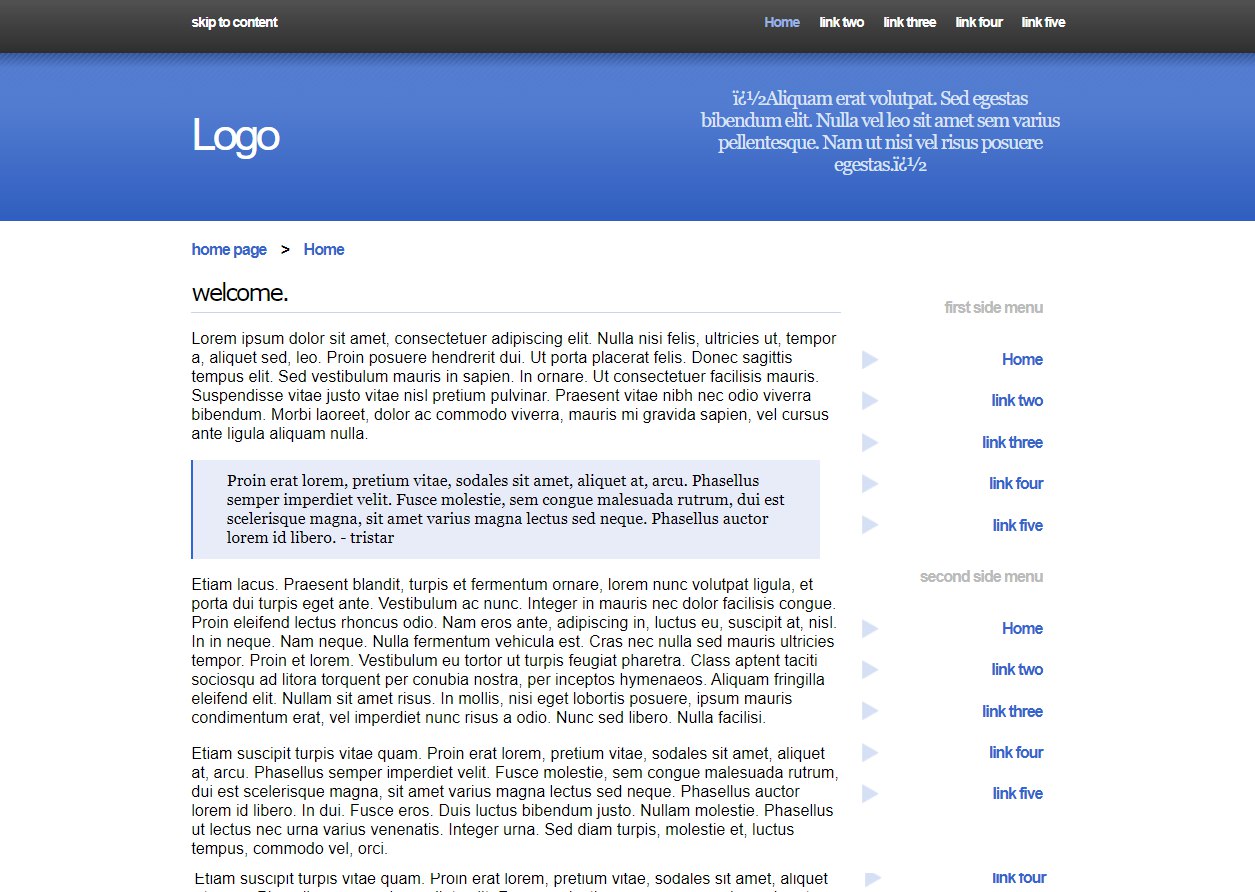 skip to content
Home link two link three link four link five
Logo
ï¿½Aliquam erat volutpat. Sed egestas
bibendum elit. Nulla vel leo sit amet sem varius
pellentesque. Nam ut nisi vel risus posuere
egestas.ï¿½
home page > Home
welcome.
Lorem ipsum dolor sit amet, consectetuer adipiscing elit. Nulla nisi felis, ultricies ut, tempor
a, aliquet sed, leo. Proin posuere hendrerit dui. Ut porta placerat felis. Donec sagittis
tempus elit. Sed vestibulum mauris in sapien. In ornare. Ut consectetuer facilisis mauris.
Suspendisse vitae justo vitae nisl pretium pulvinar. Praesent vitae nibh nec odio viverra
bibendum. Morbi laoreet, dolor ac commodo viverra, mauris mi gravida sapien, vel cursus
ante ligula aliquam nulla.
Proin erat lorem, pretium vitae, sodales sit amet, aliquet at, arcu. Phasellus
semper imperdiet velit. Fusce molestie, sem congue malesuada rutrum, dui est
scelerisque magna, sit amet varius magna lectus sed neque. Phasellus auctor
lorem id libero. - tristar
Etiam lacus. Praesent blandit, turpis et fermentum ornare, lorem nunc volutpat ligula, et
porta dui turpis eget ante. Vestibulum ac nunc. Integer in mauris nec dolor facilisis congue.
Proin eleifend lectus rhoncus odio. Nam eros ante, adipiscing in, luctus eu, suscipit at, nisl.
In in neque. Nam neque. Nulla fermentum vehicula est. Cras nec nulla sed mauris ultricies
tempor. Proin et lorem. Vestibulum eu tortor ut turpis feugiat pharetra. Class aptent taciti
sociosqu ad litora torquent per conubia nostra, per inceptos hymenaeos. Aliquam fringilla
eleifend elit. Nullam sit amet risus. In mollis, nisi eget lobortis posuere, ipsum mauris
condimentum erat, vel imperdiet nunc risus a odio. Nunc sed libero. Nulla facilisi.
Etiam suscipit turpis vitae quam. Proin erat lorem, pretium vitae, sodales sit amet, aliquet
at, arcu. Phasellus semper imperdiet velit. Fusce molestie, sem congue malesuada rutrum,
dui est scelerisque magna, sit amet varius magna lectus sed neque. Phasellus auctor
lorem id libero. In dui. Fusce eros. Duis luctus bibendum justo. Nullam molestie. Phasellus
ut lectus nec urna varius venenatis. Integer urna. Sed diam turpis, molestie et, luctus
tempus, commodo vel, orci.
Etiam suscipit turpis vitae quam. Proin erat lorem, pretium vitae, sodales sit amet, aliquet
first side menu
Home
link two
link three
link four
link five
second side menu
Home
link two
link three
link four
link five
link four